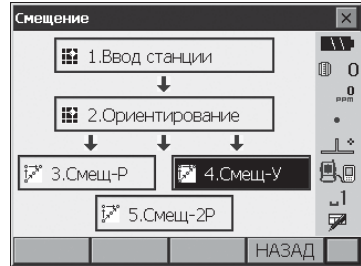 Смещение
1.Ввод станции
0
2.Ориентирование
0
PPM
3.Смещ-Р
4.Смещ-У
5.Смещ-2Р
1
НАЗАД